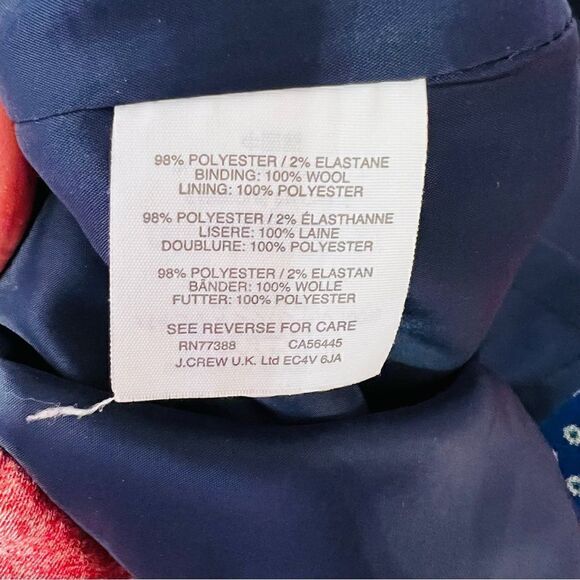 98% POLYESTER / 2% ELASTANE
BINDING: 100% WOOL
LINING: 100% POLYESTER
98% POLYESTER / 2% ÉLASTHANNE
LISERE: 100% LAINE
DOUBLURE: 100% POLYESTER
98% POLYESTER / 2% ELASTAN
BÄNDER: 100% WOLLE
FUTTER: 100% POLYESTER
SEE REVERSE FOR CARE
RN77388 CA56445
J.CREW U.K. Ltd EC4V 6JA